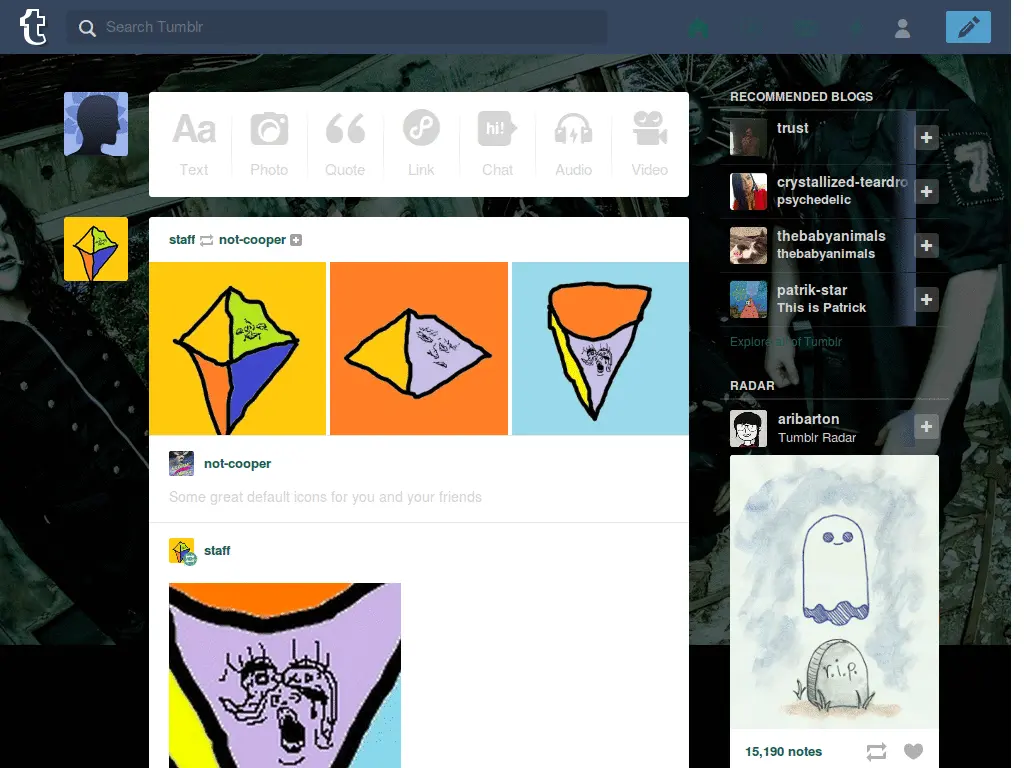 t
Search Tumblr
Aa
hi!
Text
Photo
Quote
Link
Chat
Audio
Video
staff not-cooper
not-cooper
Some great default icons for you and your friends
staff
RECOMMENDED BLOGS
trust
crystallized-teardro
psychedelic
thebabyanimals
thebabyanimals
patrik-star
This is Patrick
Explore all of Tumblr
RADAR
aribarton
Tumblr Radar
r.i.p.
15,190 notes